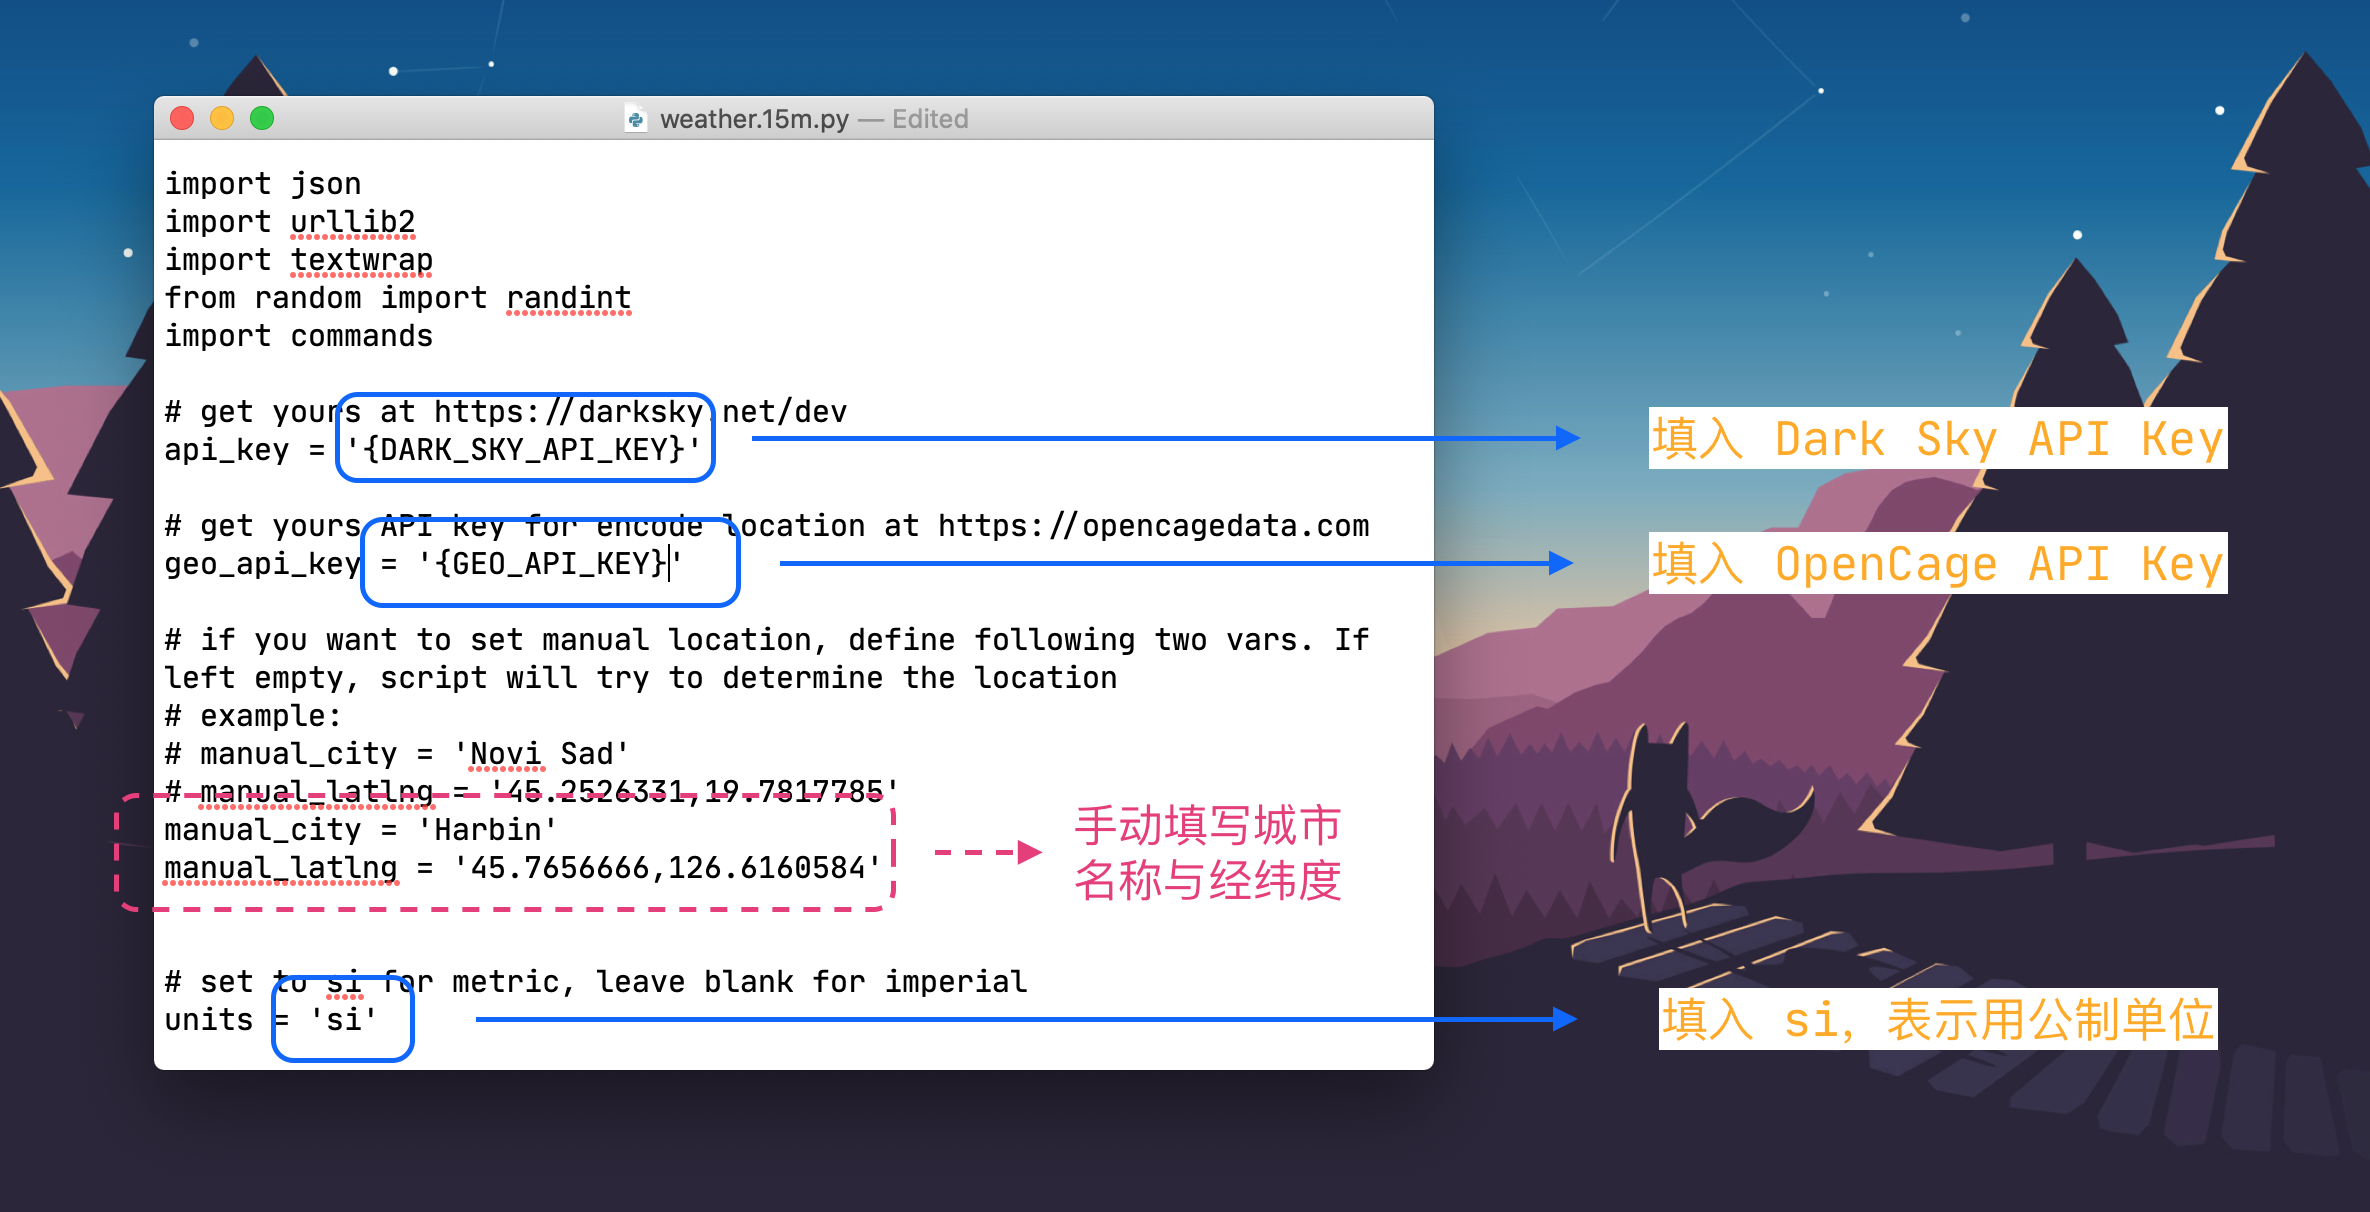 weather.15m.py — Edited
import json
import urllib2
import textwrap
from random import randint
import commands
# get yours at https://darksky.net/dev
api_key = '{DARK_SKY_API_KEY}'
填入 Dark Sky API Key
# get yours API key for encode location at https://opencagedata.com
geo_api_key = '{GEO_API_KEY}'
填入 OpenCage API Key
# if you want to set manual location, define following two vars. If
left empty, script will try to determine the location
# example:
# manual_city = 'Novi Sad'
# manual_latlng = '45.2526331,19.7817785'
manual_city = 'Harbin'
manual_latlng = '45.7656666,126.6160584'
手动填写城市
名称与经纬度
# set to si for metric, leave blank for imperial
units = 'si'
填入 si，表示用公制单位